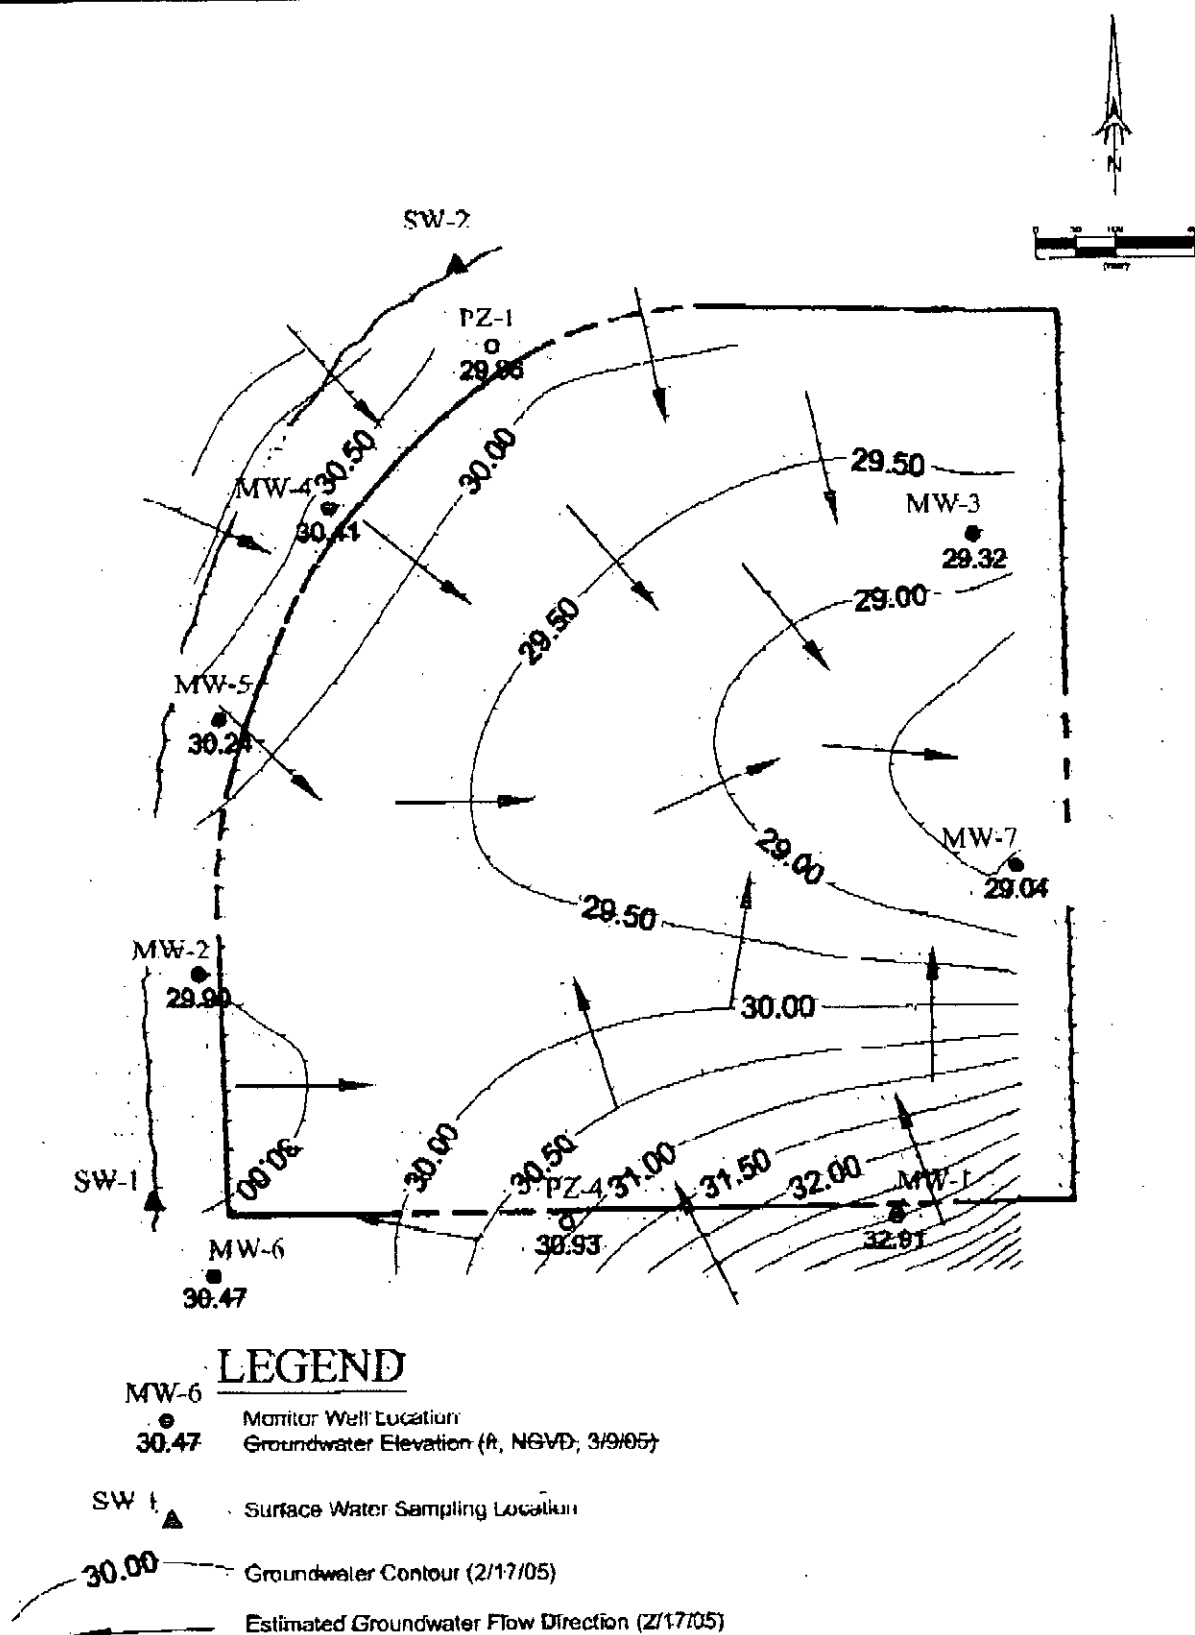 N
SW-2
PZ-1
29.86
30.50
30.00
29.50
MW-4
30.41
MW-3
29.32
29.00
29.50
MW-5
30.24
MW-7
29.04
29.00
29.50
MW-2
29.90
30.00
30.00
30.00
30.50
31.00
31.50
32.00
SW-1
PZ-4
30.93
MW-1
32.91
MW-6
30.47
LEGEND
MW-6
Monitor Well Location
30.47 Groundwater Elevation (ft, NGVD, 3/9/05)
SW 1 Surface Water Sampling Location
30.00 Groundwater Contour (2/17/05)
Estimated Groundwater Flow Direction (2/17/05)